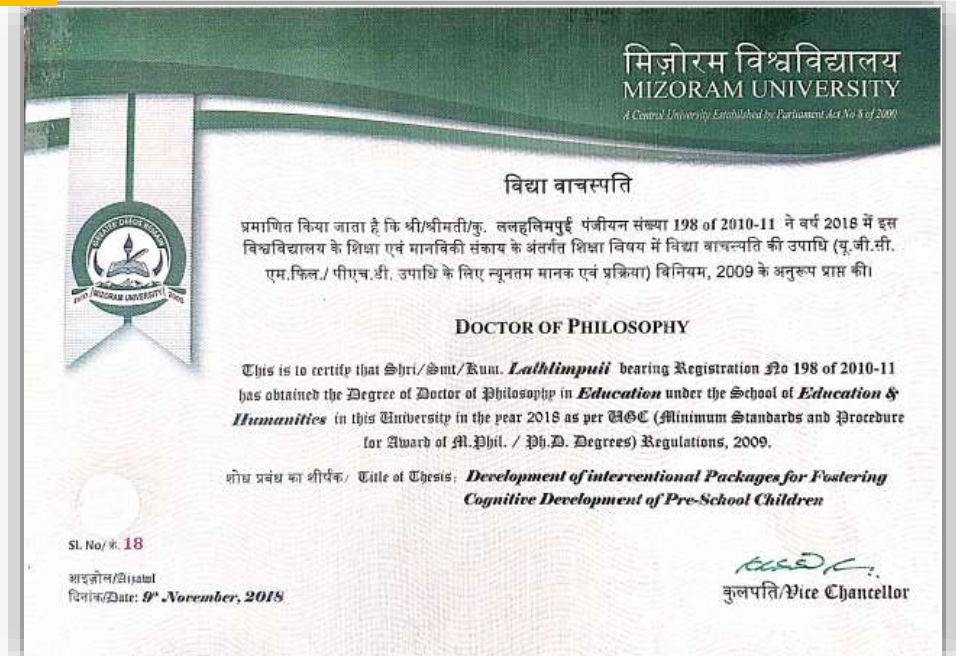 मिज़ोरम विश्वविद्यालय
MIZORAM UNIVERSITY
A Central University Established by Parliament Act No 8 of 2000
विद्या वाचस्पति
प्रमाणित किया जाता है कि श्री/श्रीमती/कु. ललहलिमपुई पंजीयन संख्या 198 of 2010-11 ने वर्ष 2018 में इस
विश्वविद्यालय के शिक्षा एवं मानविकी संकाय के अंतर्गत शिक्षा विषय में विद्या वाचस्पति की उपाधि (यू.जी.सी.
एम.फिल./ पीएच.डी. उपाधि के लिए न्यूनतम मानक एवं प्रक्रिया) विनियम, 2009 के अनुरूप प्राप्त की।
GREATER DEEDS REMAIN
MIZORAM UNIVERSITY
DOCTOR OF PHILOSOPHY
This is to certify that Shri/Smt/Kum. Lalhlimpuii bearing Registration No 198 of 2010-11
has obtained the Degree of Doctor of Philosophy in Education under the School of Education &
Humanities in this University in the year 2018 as per UGC (Minimum Standards and Procedure
for Award of M.Phil. / Ph.D. Degrees) Regulations, 2009.
शोध प्रबंध का शीर्षक/ Title of Thesis: Development of interventional Packages for Fostering
Cognitive Development of Pre-School Children
Sl. No/क्र. 18
आइज़ोल/Aizawl
दिनांक/Date: 9th November, 2018
कुलपति/Vice Chancellor